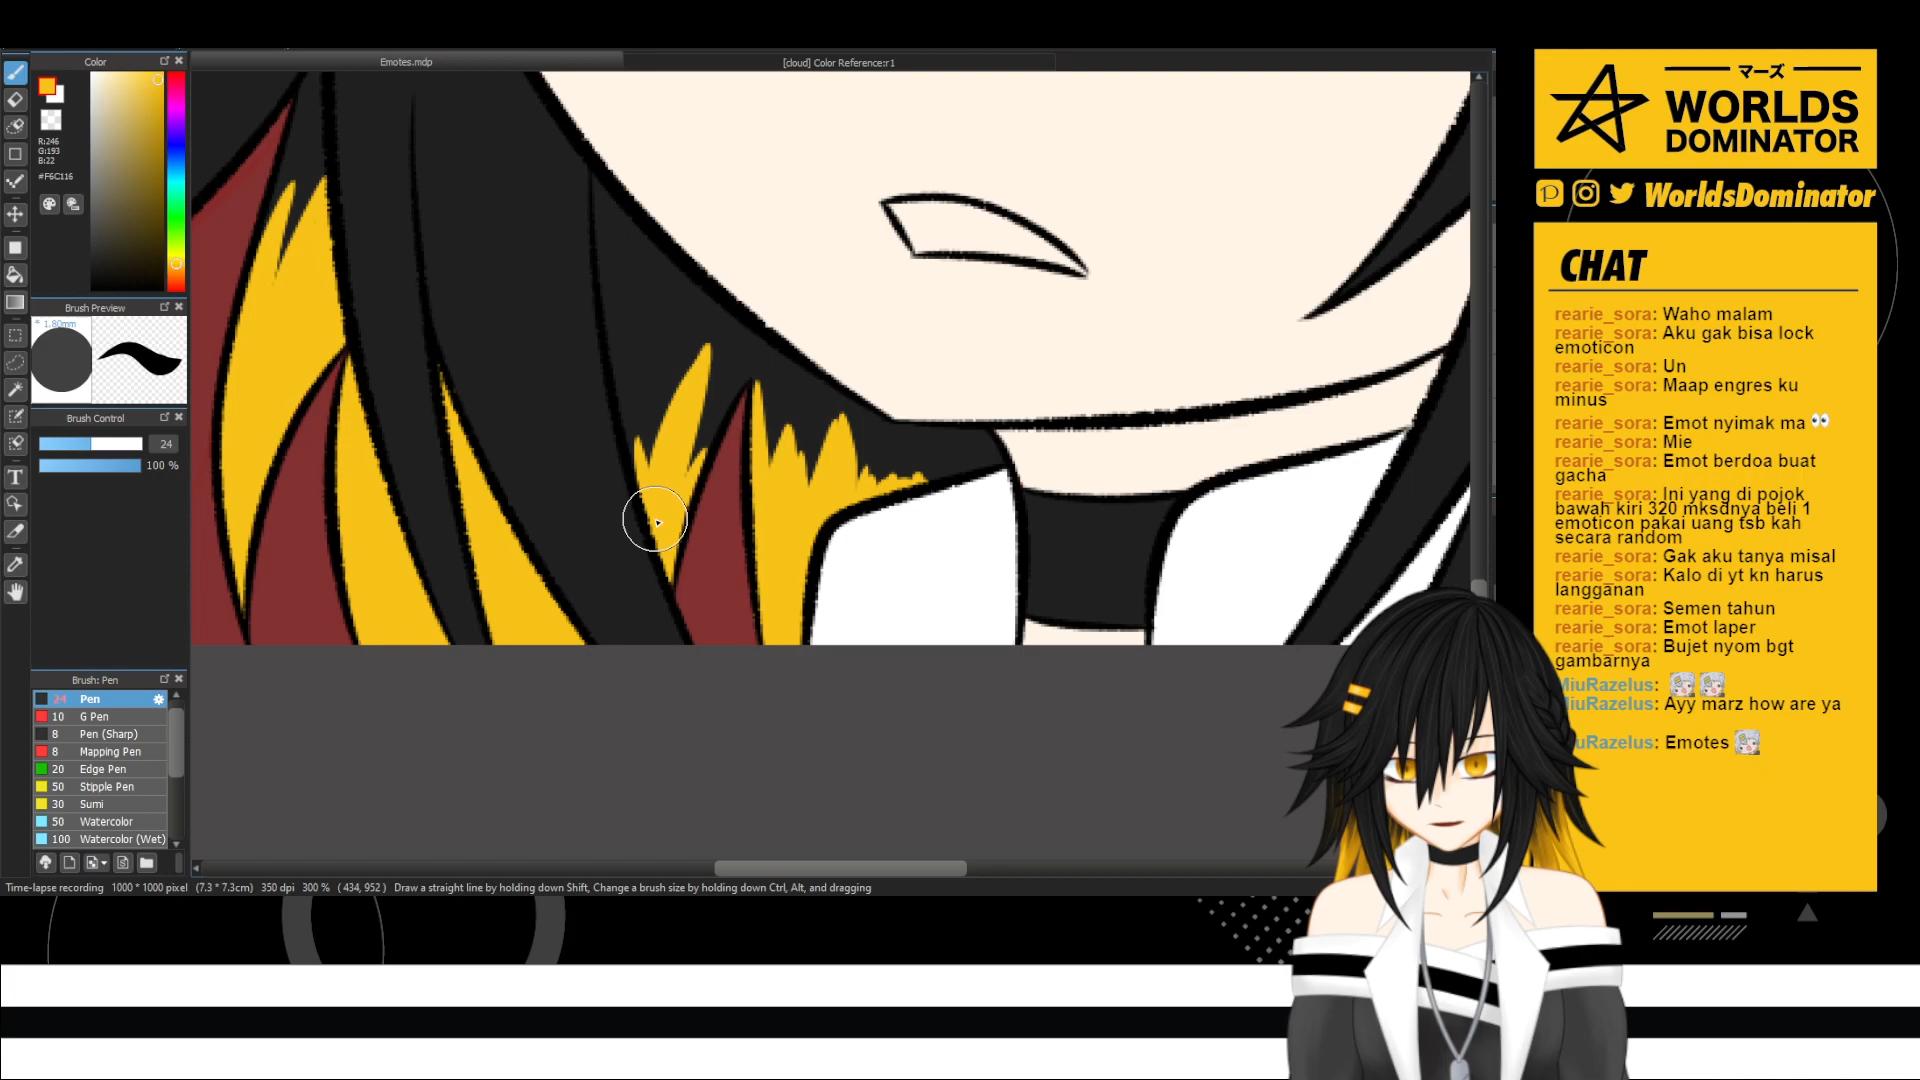 Color
Emotes.mdp
[cloud] Color Reference:r1
R:246
G:193
B:22
#F6C116
Brush Preview
* 1.80mm
Brush Control
24
100 %
T
Brush: Pen
24 Pen
10 G Pen
8 Pen (Sharp)
8 Mapping Pen
20 Edge Pen
50 Stipple Pen
30 Sumi
50 Watercolor
100 Watercolor (Wet)
Time-lapse recording 1000 * 1000 pixel (7.3 * 7.3cm) 350 dpi 300 % ( 434, 952 ) Draw a straight line by holding down Shift, Change a brush size by holding down Ctrl, Alt, and dragging
マーズ
WORLDS
DOMINATOR
WorldsDominator
CHAT
rearie_sora: Waho malam
rearie_sora: Aku gak bisa lock
emoticon
rearie_sora: Un
rearie_sora: Maap engres ku
minus
rearie_sora: Emot nyimak ma 👀
rearie_sora: Mie
rearie_sora: Emot berdoa buat
gacha
rearie_sora: Ini yang di pojok
bawah kiri 320 mksdnya beli 1
emoticon pakai uang tsb kah
secara random
rearie_sora: Gak aku tanya misal
rearie_sora: Kalo di yt kn harus
langganan
rearie_sora: Semen tahun
rearie_sora: Emot laper
rearie_sora: Bujet nyom bgt
gambarnya
MiuRazelus:
MiuRazelus: Ayy marz how are ya
uRazelus: Emotes